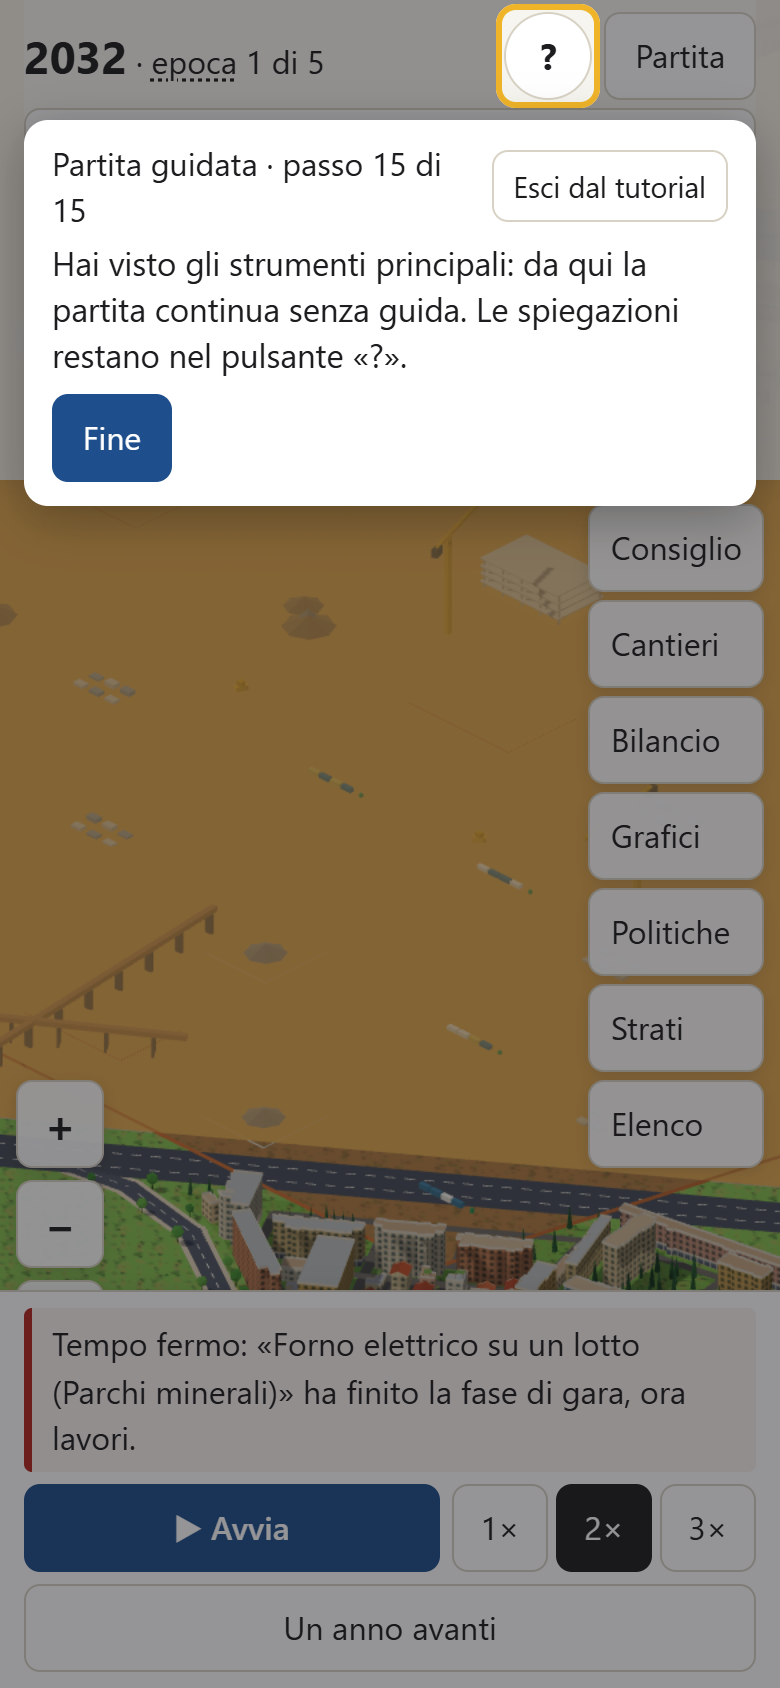 2032 · epoca 1 di 5
?
Partita
Partita guidata · passo 15 di
15
Esci dal tutorial
Hai visto gli strumenti principali: da qui la
partita continua senza guida. Le spiegazioni
restano nel pulsante «?».
Fine
Consiglio
Cantieri
Bilancio
Grafici
Politiche
Strati
Elenco
+
−
Tempo fermo: «Forno elettrico su un lotto
(Parchi minerali)» ha finito la fase di gara, ora
lavori.
▶ Avvia
1×
2×
3×
Un anno avanti